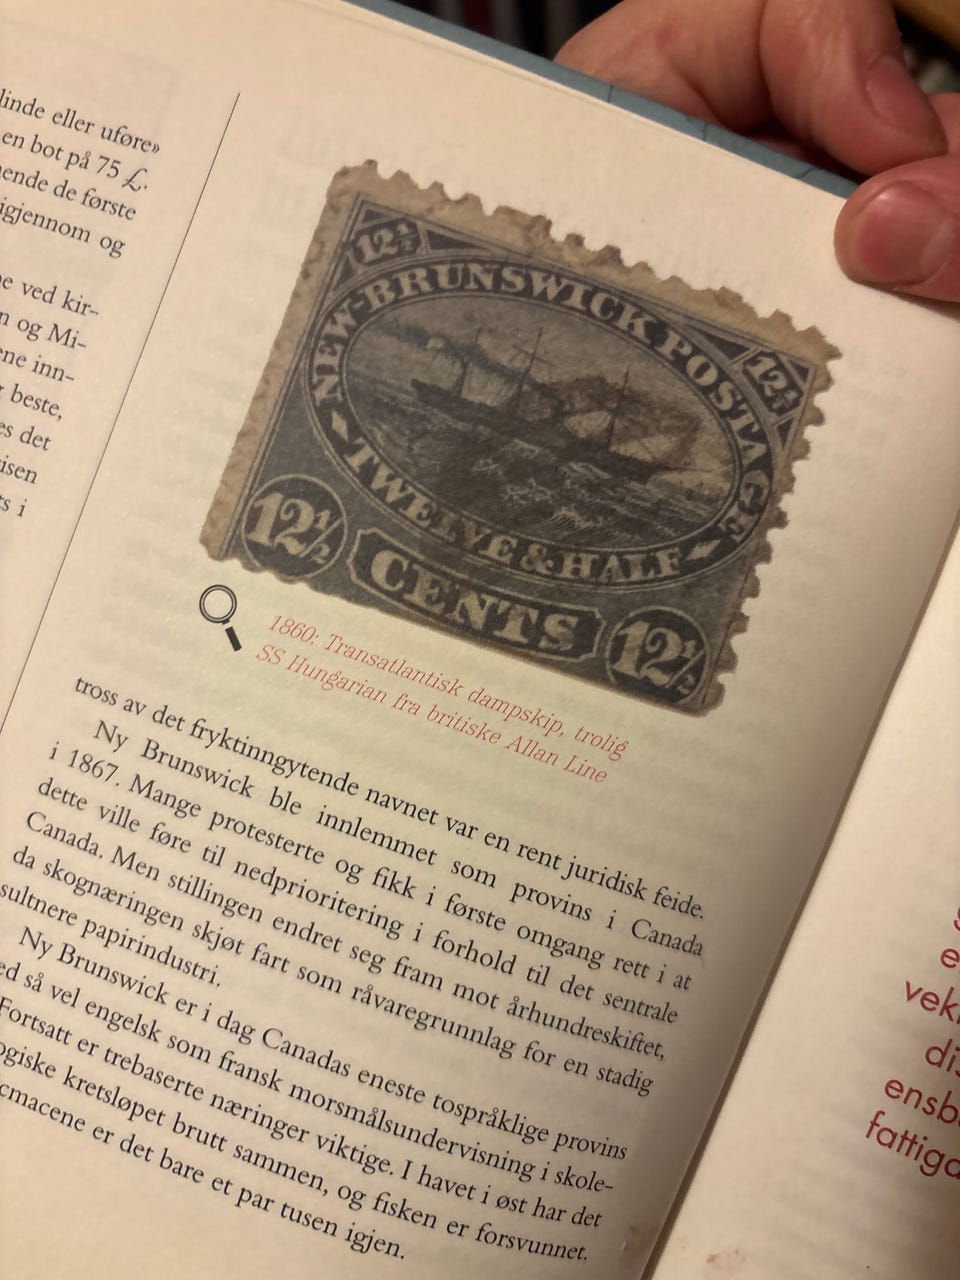 linde eller uføre»
en bot på 75 £.
ende de første
igjennom og
e ved kir-
n og Mi-
ene inn-
beste,
es det
isen
s i
12½
12½
NEW-BRUNSWICK POSTAGE
TWELVE & HALF
12½
CENTS
12½
1860: Transatlantisk dampskip, trolig
SS Hungarian fra britiske Allan Line
tross av det fryktinngytende navnet var en rent juridisk feide.
Ny Brunswick ble innlemmet som provins i Canada
i 1867. Mange protesterte og fikk i første omgang rett i at
dette ville føre til nedprioritering i forhold til det sentrale
Canada. Men stillingen endret seg fram mot århundreskiftet,
da skognæringen skjøt fart som råvaregrunnlag for en stadig
sultnere papirindustri.
Ny Brunswick er i dag Canadas eneste tospråklige provins
ed så vel engelsk som fransk morsmålsundervisning i skole-
Fortsatt er trebaserte næringer viktige. I havet i øst har det
ogiske kretsløpet brutt sammen, og fisken er forsvunnet.
cmacene er det bare et par tusen igjen.
e
vek
di
ensb
fattig